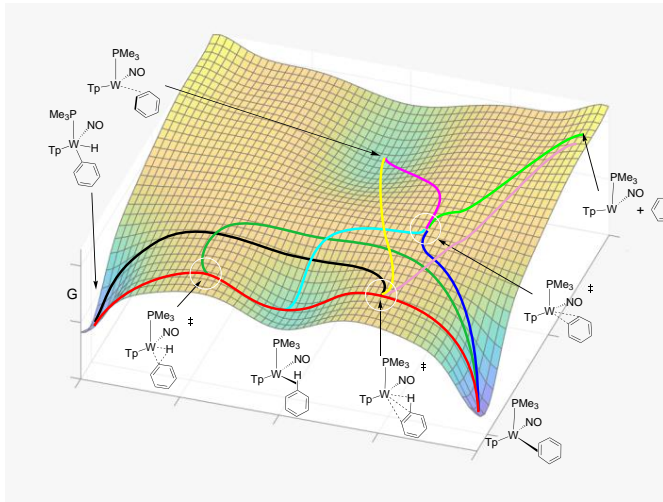 PMe3
NO
Tp W
Me3P
NO
W H
Tp
PMe3
NO
Tp W +
G
PMe3 ‡
NO
Tp W H
PMe3
NO
Tp W H
PMe3 ‡
NO
Tp W H
PMe3 ‡
NO
Tp W
PMe3
NO
Tp W